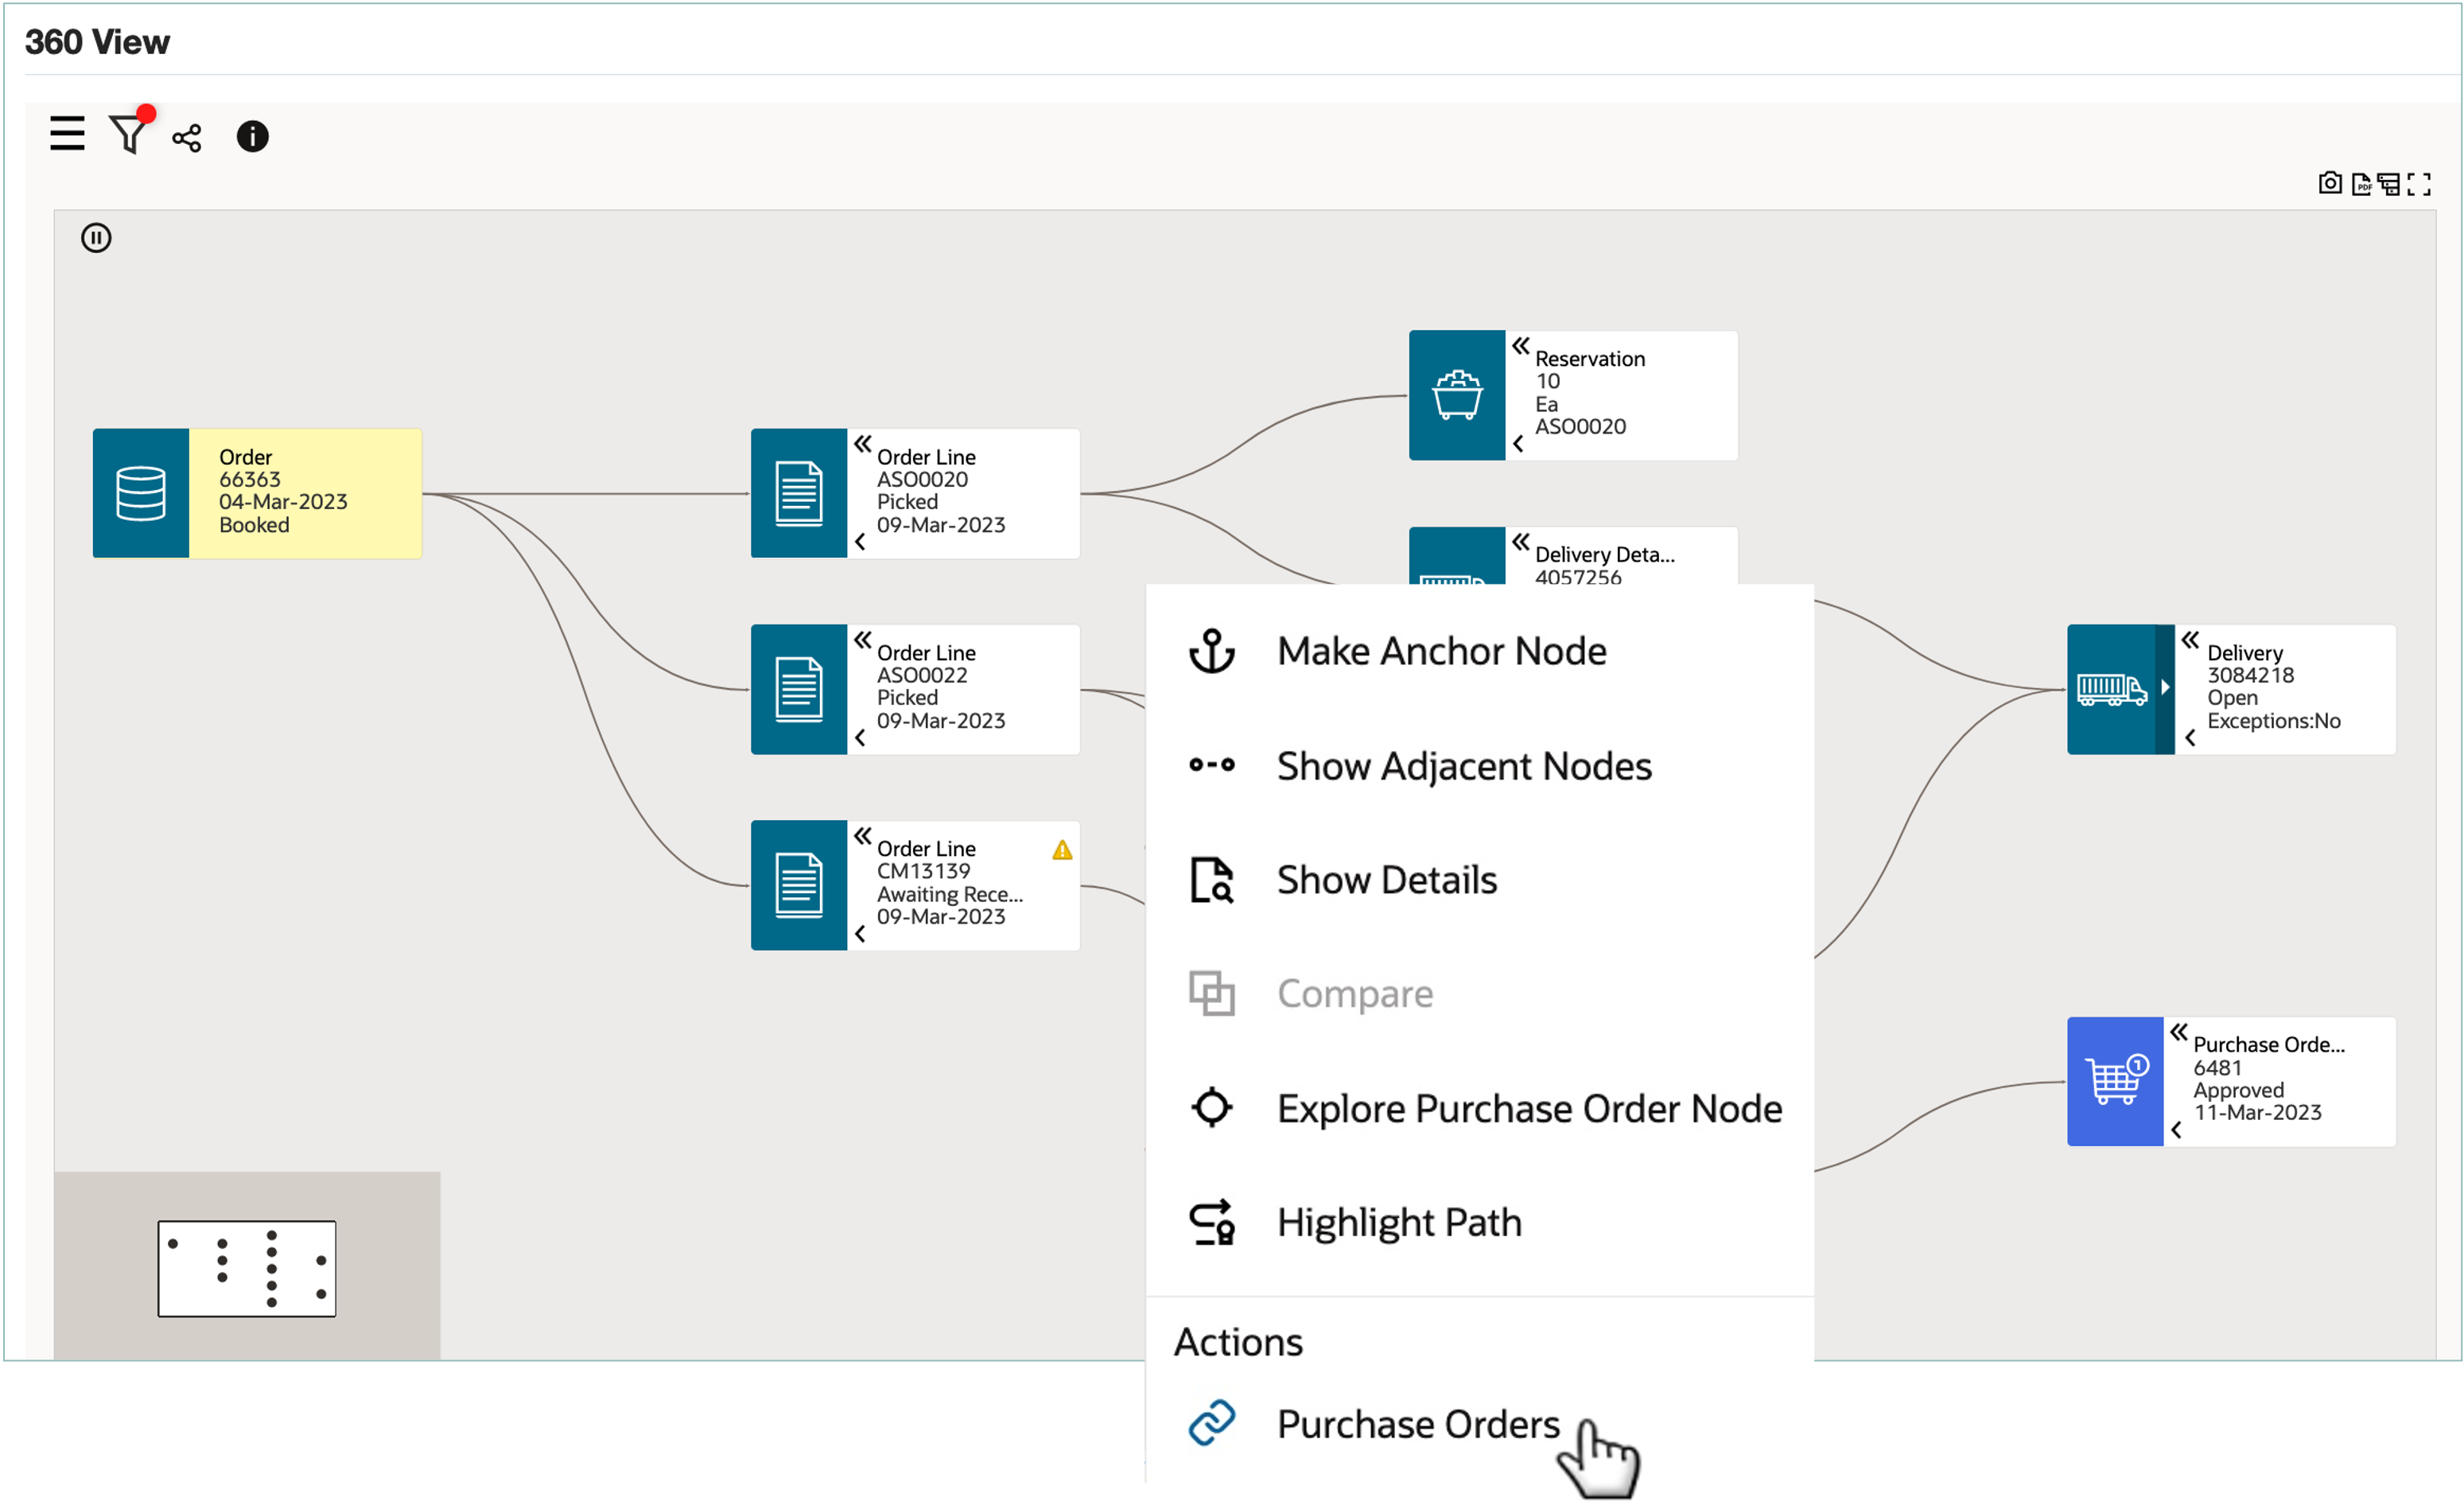 360 View
Order
66363
04-Mar-2023
Booked
Order Line
ASO0020
Picked
09-Mar-2023
Order Line
ASO0022
Picked
09-Mar-2023
Order Line
CM13139
Awaiting Rece...
09-Mar-2023
Reservation
10
Ea
ASO0020
Delivery Deta...
4057256
Make Anchor Node
Show Adjacent Nodes
Show Details
Compare
Explore Purchase Order Node
Highlight Path
Actions
Purchase Orders
Delivery
3084218
Open
Exceptions:No
Purchase Orde...
6481
Approved
11-Mar-2023
PDF
1